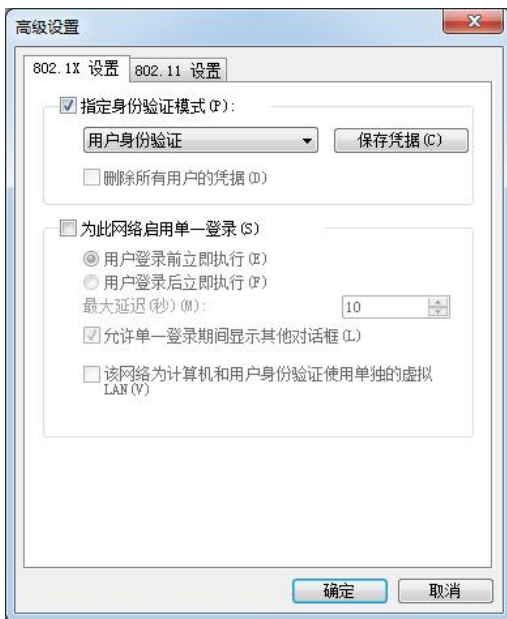 高级设置
802.1X 设置 802.11 设置
指定身份验证模式(P):
用户身份验证 保存凭据(C)
删除所有用户的凭据(D)
为此网络启用单一登录(S)
用户登录前立即执行(E)
用户登录后立即执行(F)
最大延迟(秒)(M): 10
允许单一登录期间显示其他对话框(L)
该网络为计算机和用户身份验证使用单独的虚拟
LAN(V)
确定 取消